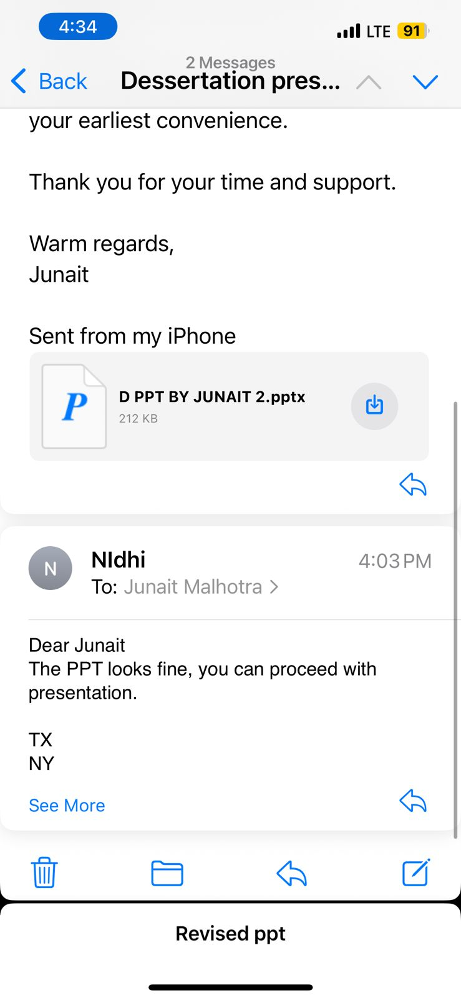 4:34
LTE 91
2 Messages
Back
Dessertation pres...
your earliest convenience.
Thank you for your time and support.
Warm regards,
Junait
Sent from my iPhone
P
D PPT BY JUNAIT 2.pptx
212 KB
N
NIdhi
4:03 PM
To: Junait Malhotra
Dear Junait
The PPT looks fine, you can proceed with
presentation.
TX
NY
See More
Revised ppt